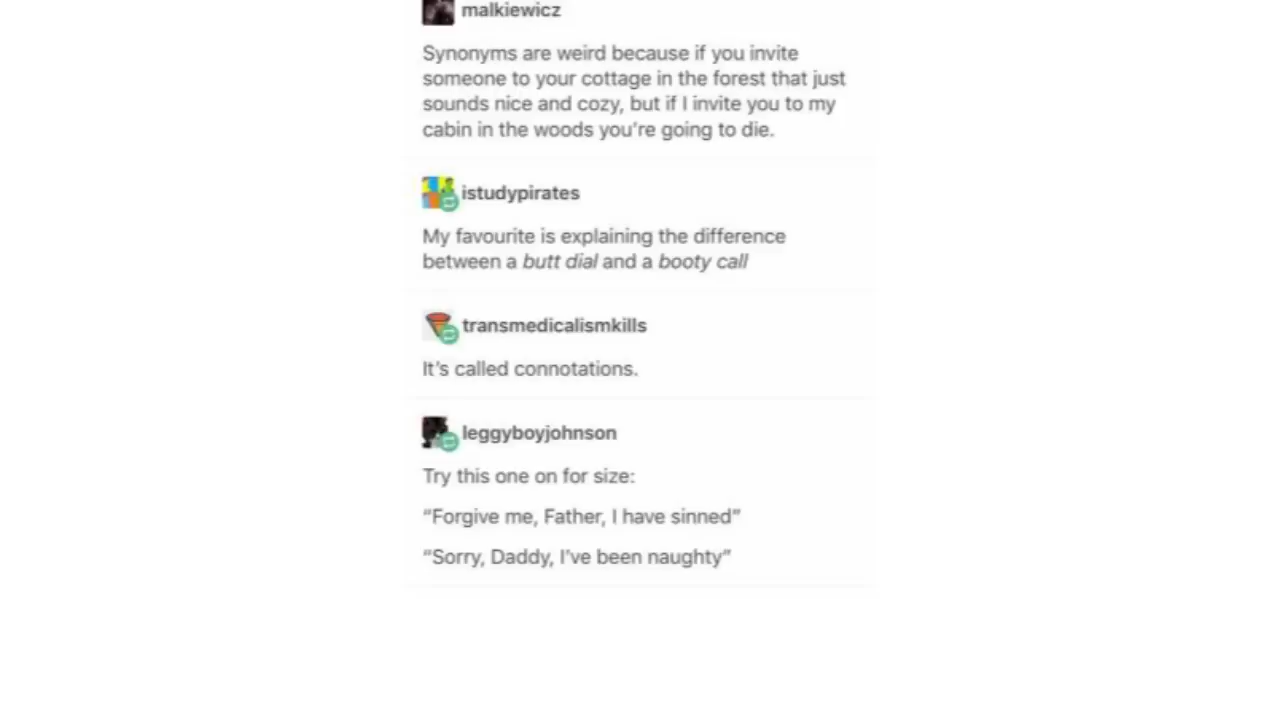 malkiewicz
Synonyms are weird because if you invite
someone to your cottage in the forest that just
sounds nice and cozy, but if I invite you to my
cabin in the woods you're going to die.
istudypirates
My favourite is explaining the difference
between a butt dial and a booty call
transmedicalismkills
It's called connotations.
leggyboyjohnson
Try this one on for size:
“Forgive me, Father, I have sinned”
“Sorry, Daddy, I've been naughty”